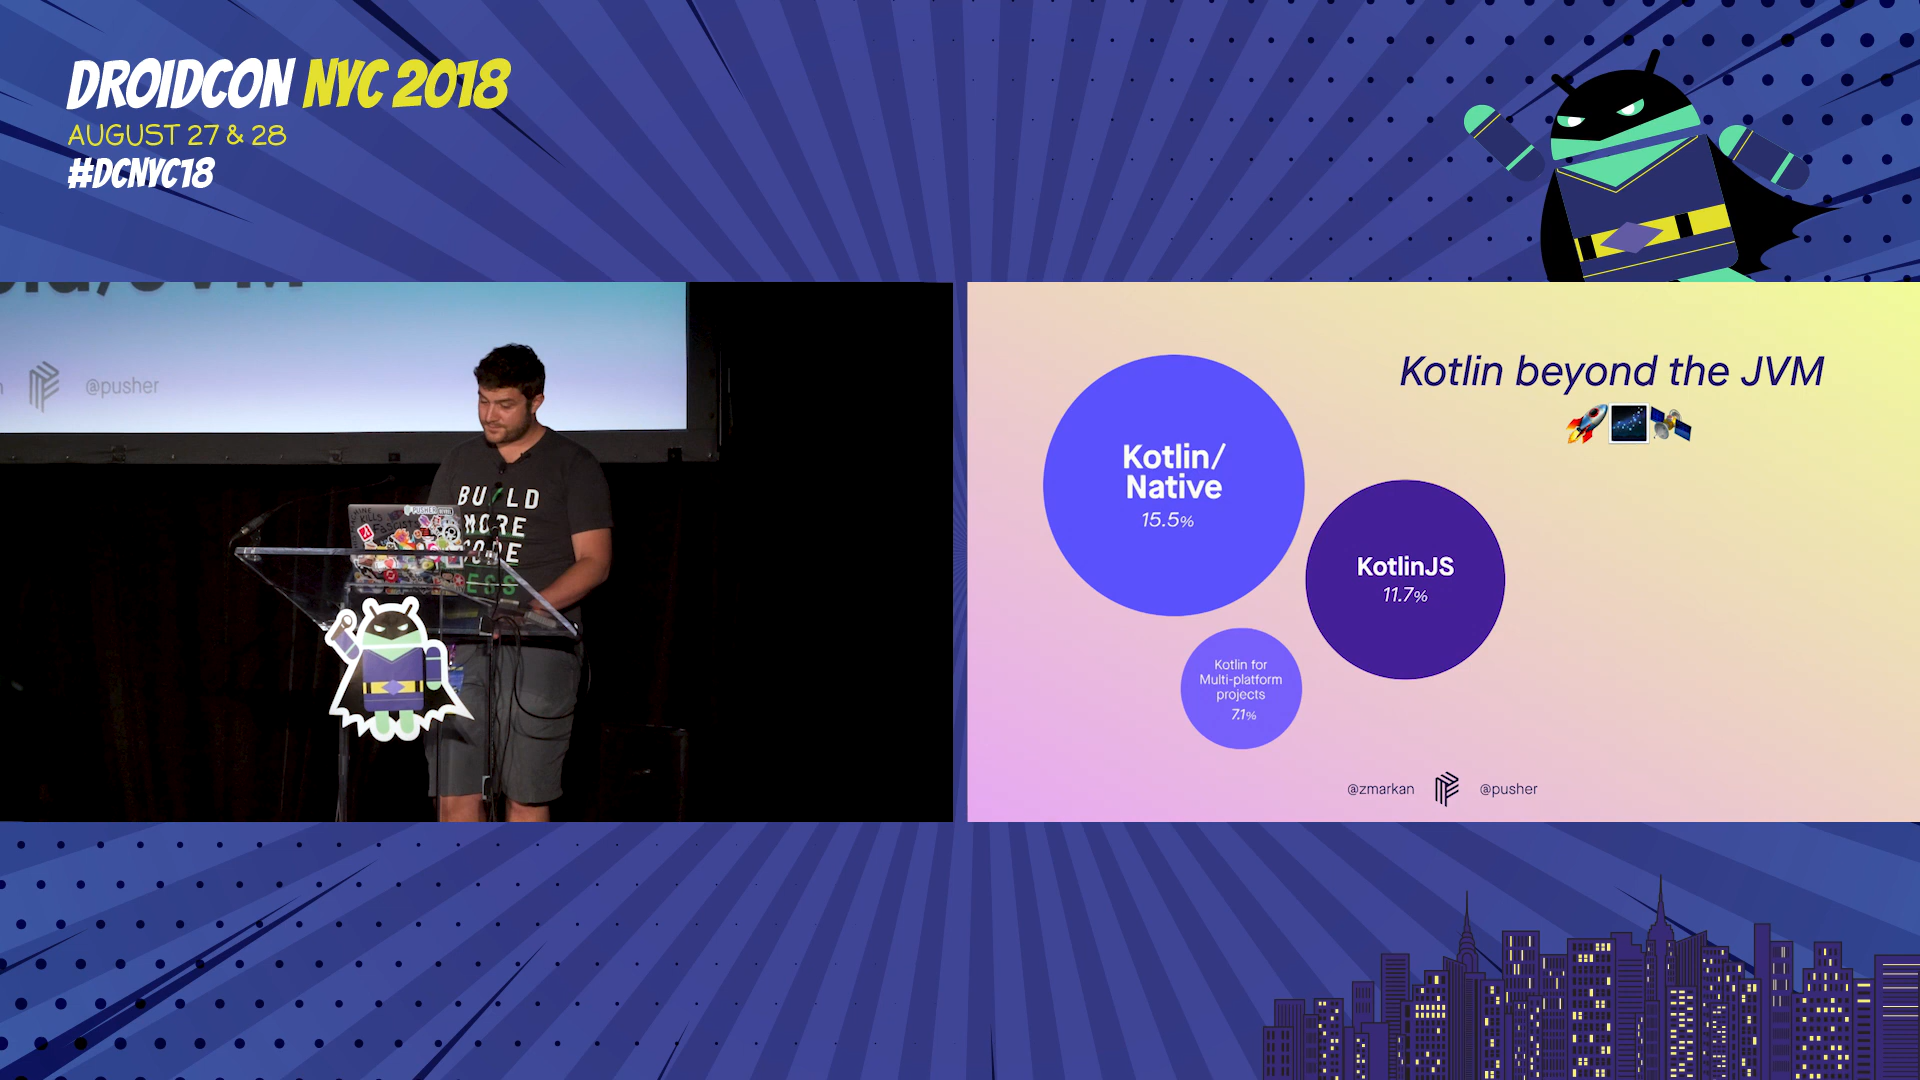 DROIDCON NYC 2018
AUGUST 27 & 28
#DCNYC18
@pusher
BUILD
MORE
CODE
ESS
Kotlin beyond the JVM
Kotlin/
Native
15.5%
KotlinJS
11.7%
Kotlin for
Multi-platform
projects
7.1%
@zmarkan
@pusher